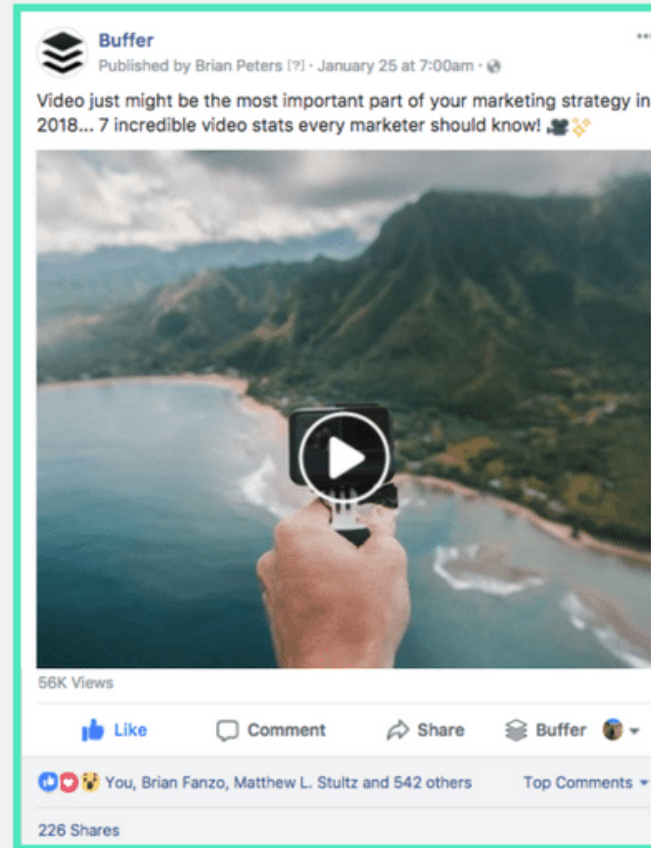 Buffer
Published by Brian Peters [?] · January 25 at 7:00am ·
Video just might be the most important part of your marketing strategy in
2018... 7 incredible video stats every marketer should know! 🎥✨
56K Views
Like Comment Share Buffer
You, Brian Fanzo, Matthew L. Stultz and 542 others Top Comments
226 Shares